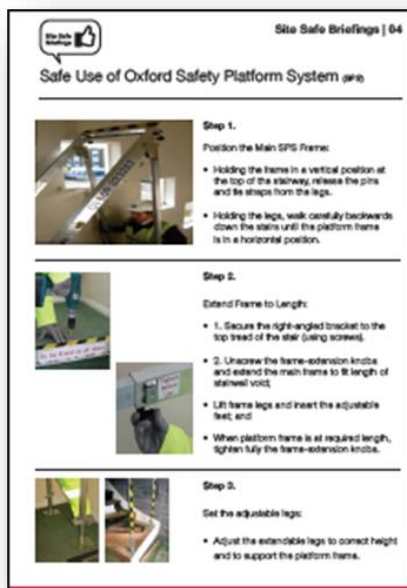 Site Safe
Briefings
Site Safe Briefings | 04
Safe Use of Oxford Safety Platform System (SPS)
Step 1.
Position the Main SPS Frame:
• Holding the frame in a vertical position at
the top of the stairway, release the pins
and tie straps from the legs.
• Holding the legs, walk carefully backwards
down the stairs until the platform frame
is in a horizontal position.
Step 2.
Extend Frame to Length:
• 1. Secure the right-angled bracket to the
top tread of the stair (using screws).
• 2. Unscrew the frame-extension knobs
and extend the main frame to fit length of
stairwell void;
• Lift frame legs and insert the adjustable
feet; and
• When platform frame is at required length,
tighten fully the frame-extension knobs.
Step 3.
Set the adjustable legs:
• Adjust the extendable legs to correct height
and to support the platform frame.